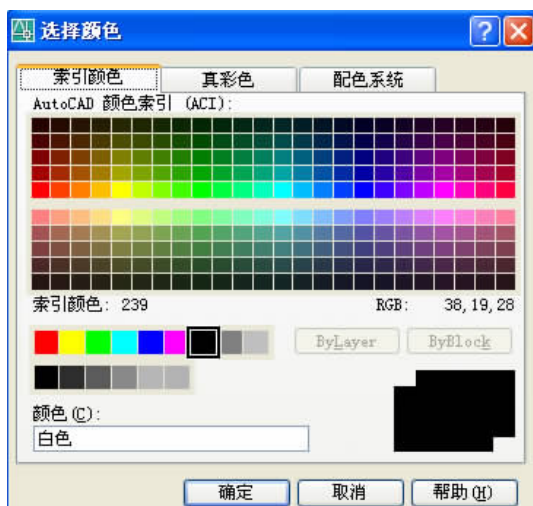 选择颜色
索引颜色 真彩色 配色系统
AutoCAD 颜色索引 (ACI):
索引颜色: 239 RGB: 38,19,28
ByLayer ByBlock
颜色(C):
白色
确定 取消 帮助(H)